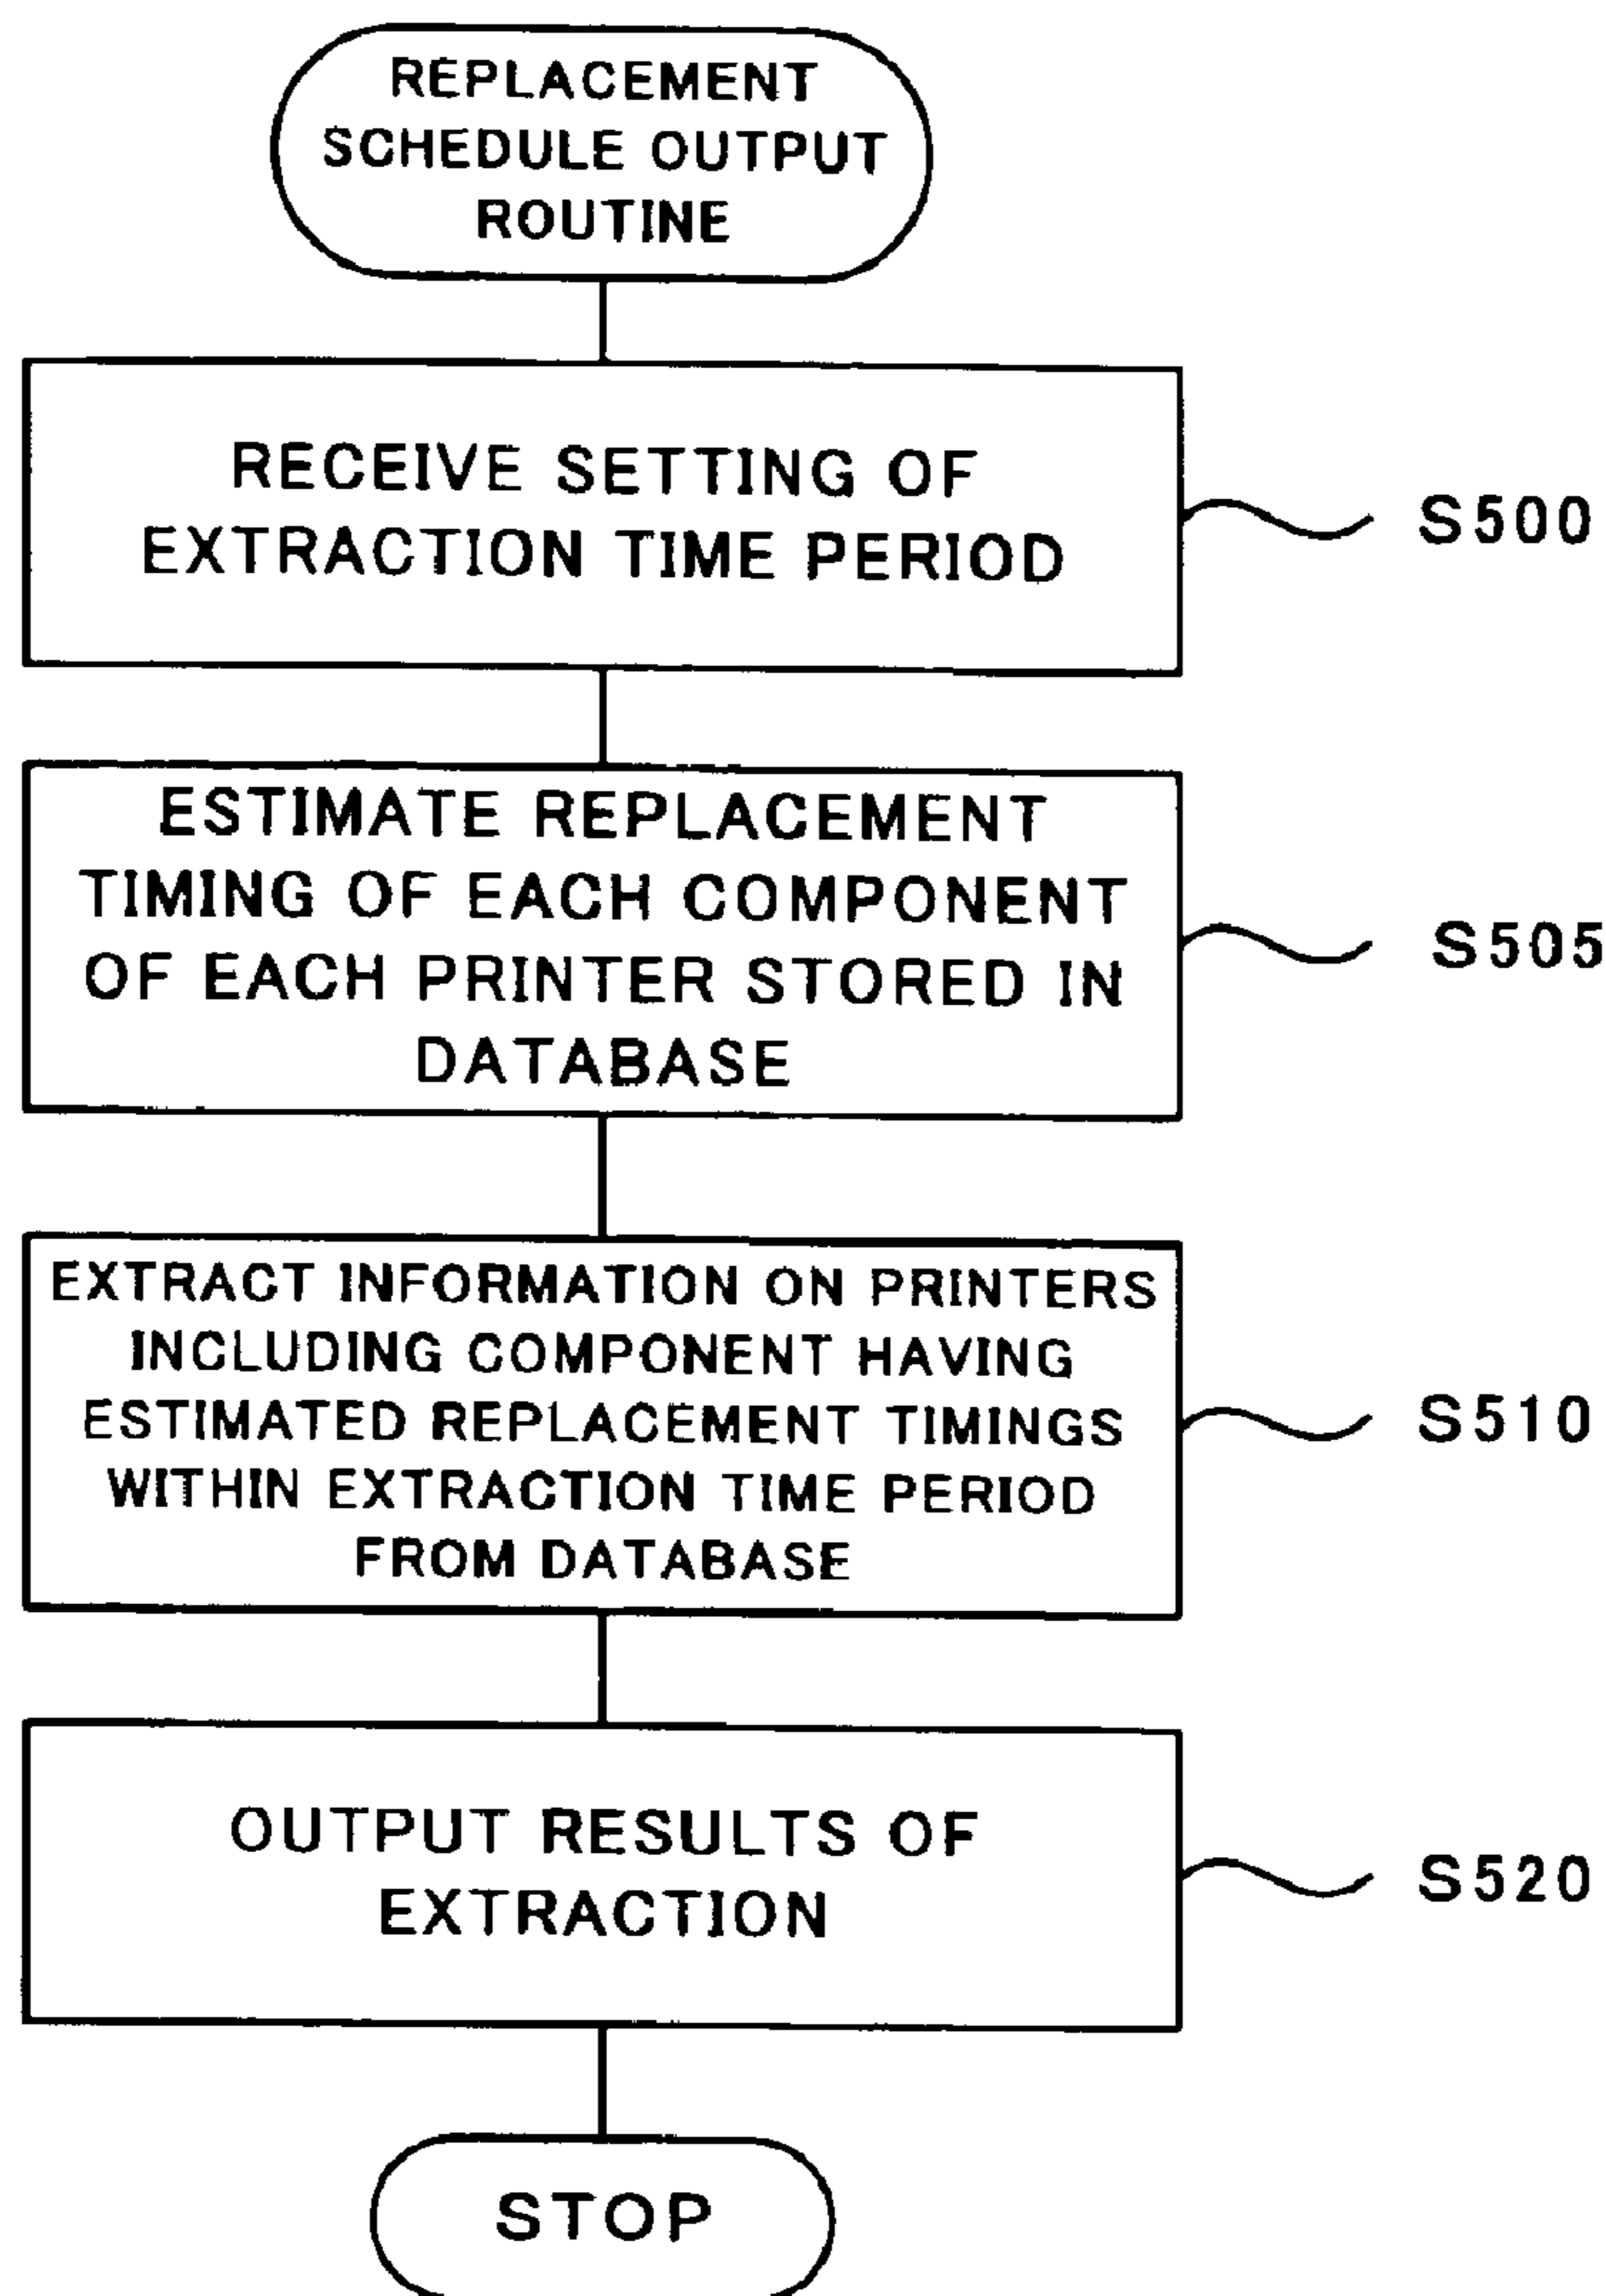 REPLACEMENT
SCHEDULE OUTPUT
ROUTINE
RECEIVE SETTING OF
EXTRACTION TIME PERIOD
S500
ESTIMATE REPLACEMENT
TIMING OF EACH COMPONENT
OF EACH PRINTER STORED IN
DATABASE
S505
EXTRACT INFORMATION ON PRINTERS
INCLUDING COMPONENT HAVING
ESTIMATED REPLACEMENT TIMINGS
WITHIN EXTRACTION TIME PERIOD
FROM DATABASE
S510
OUTPUT RESULTS OF
EXTRACTION
S520
STOP